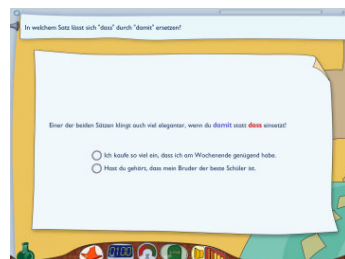 In welchem Satz lässt sich "dass" durch "damit" ersetzen?
Einer der beiden Sätzen klingt auch viel eleganter, wenn du damit statt dass einsetzt!
Ich kaufe so viel ein, dass ich am Wochenende genügend habe.
Hast du gehört, dass mein Bruder der beste Schüler ist.
0100